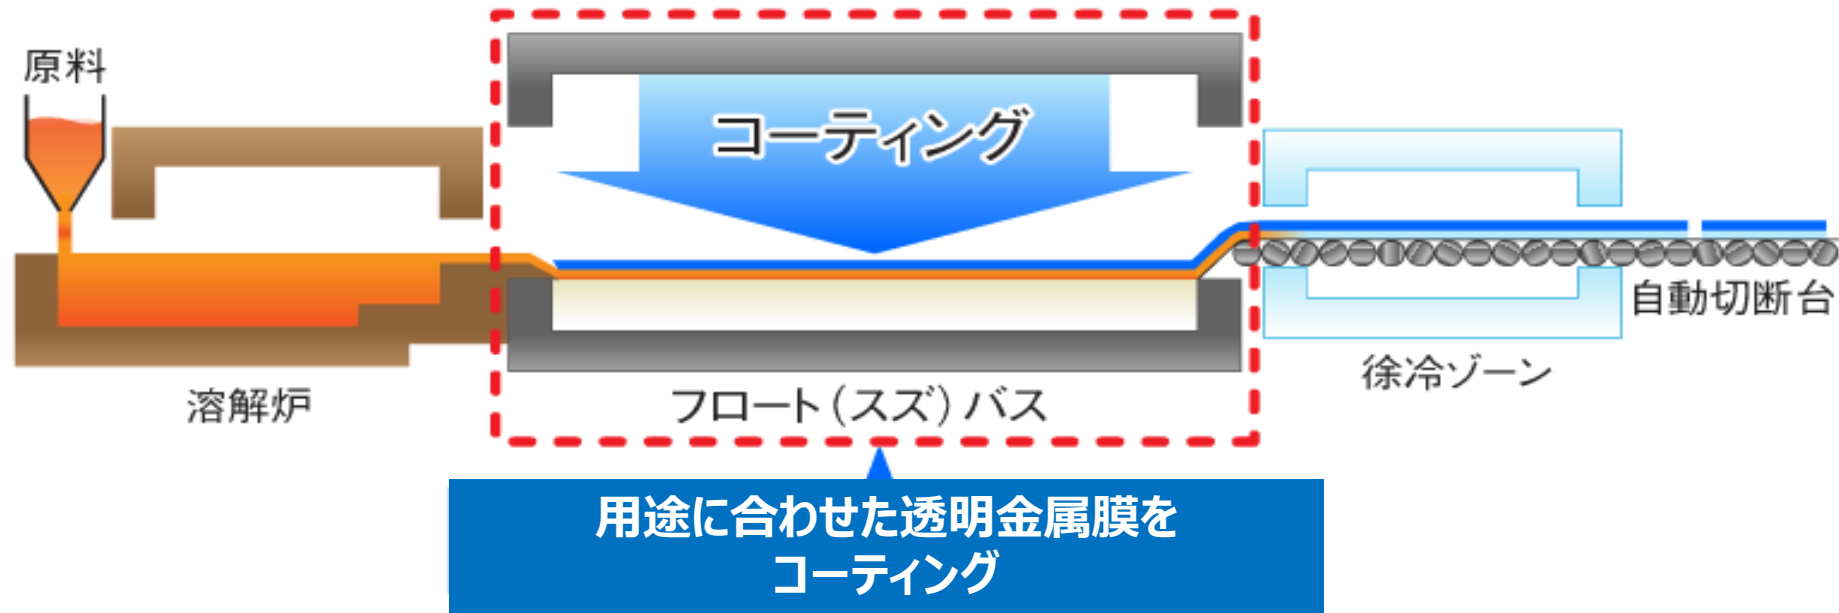 原料
コーティング
自動切断台
徐冷ゾーン
溶解炉
フロート(スズ)バス
用途に合わせた透明金属膜を
コーティング